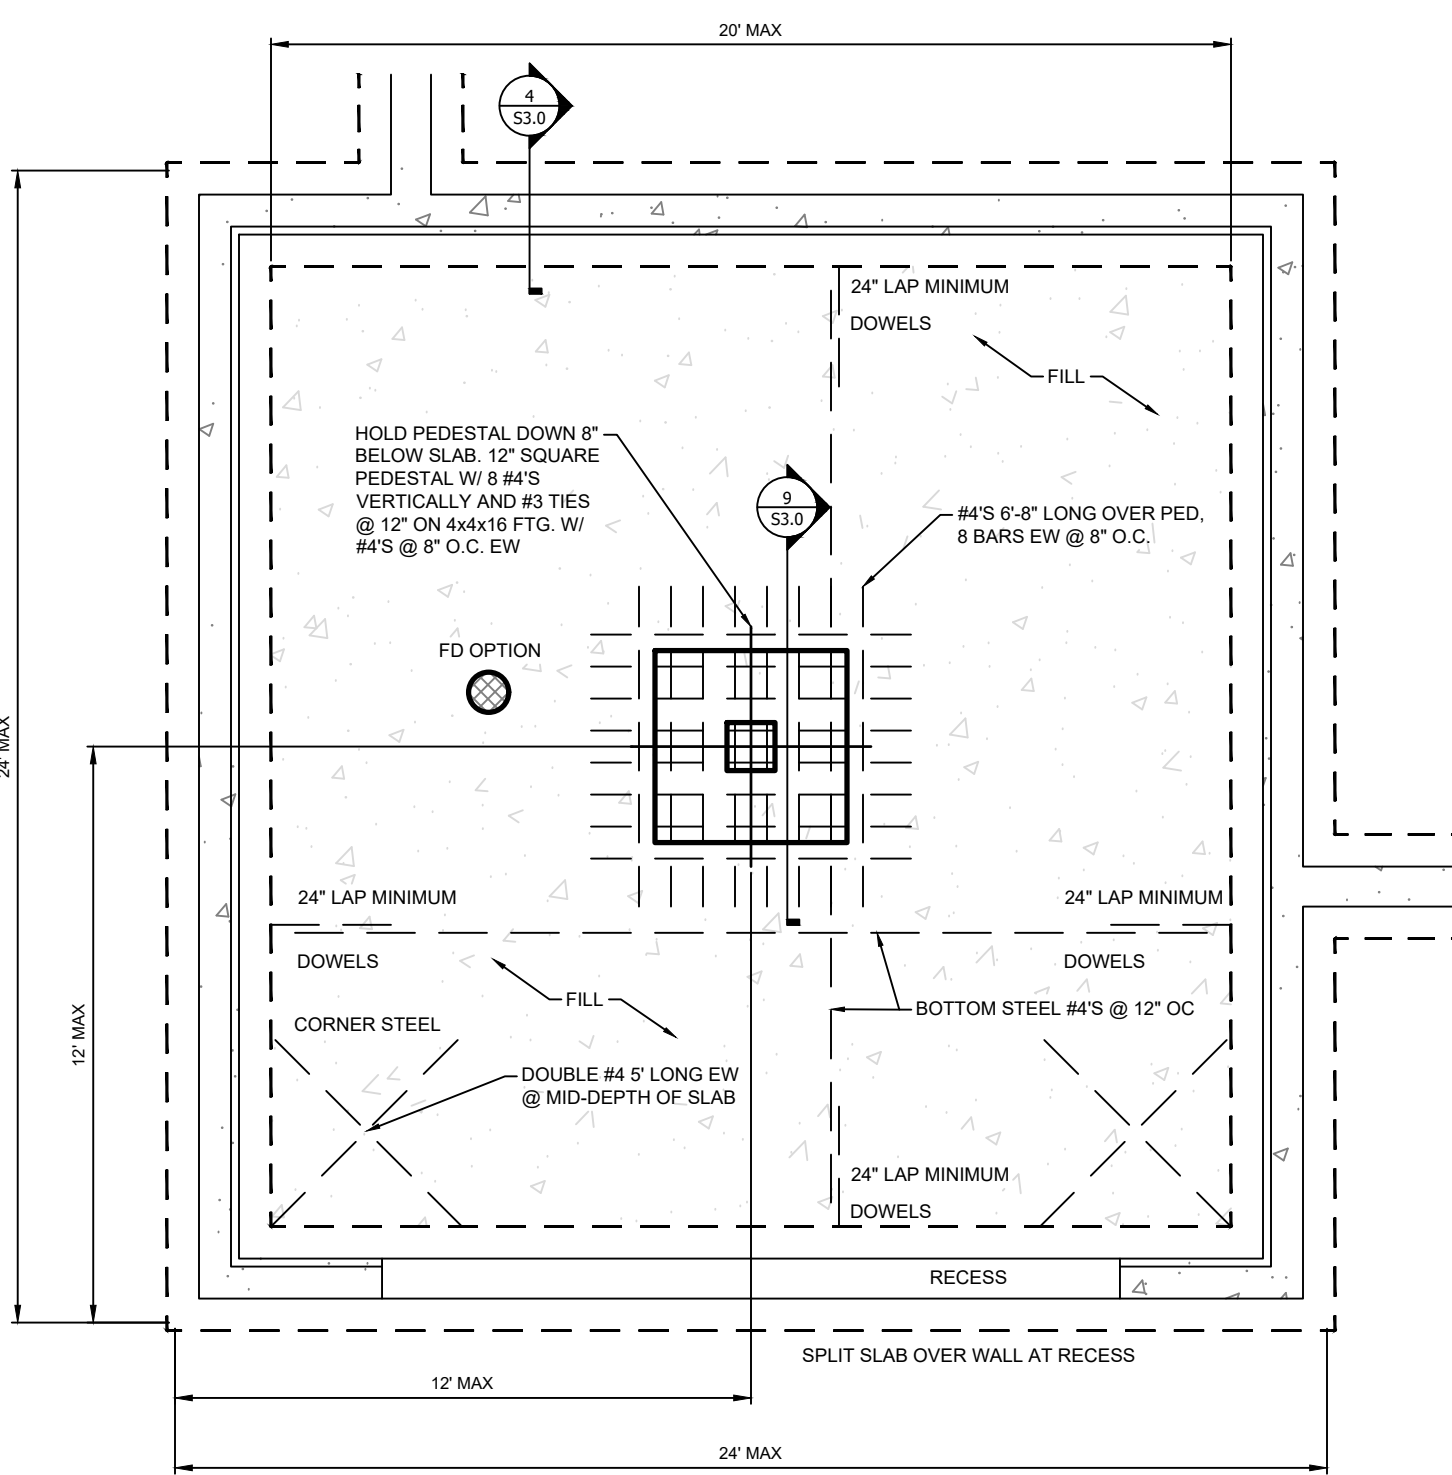 20' MAX
4
S3.0
24" LAP MINIMUM
DOWELS
FILL
HOLD PEDESTAL DOWN 8"
BELOW SLAB. 12" SQUARE
PEDESTAL W/ 8 #4'S
VERTICALLY AND #3 TIES
@ 12" ON 4x4x16 FTG. W/
#4'S @ 8" O.C. EW
9
S3.0
#4'S 6'-8" LONG OVER PED,
8 BARS EW @ 8" O.C.
FD OPTION
24' MAX
24" LAP MINIMUM
24" LAP MINIMUM
DOWELS
DOWELS
FILL
BOTTOM STEEL #4'S @ 12" OC
CORNER STEEL
12' MAX
DOUBLE #4 5' LONG EW
@ MID-DEPTH OF SLAB
24" LAP MINIMUM
DOWELS
RECESS
SPLIT SLAB OVER WALL AT RECESS
12' MAX
24' MAX